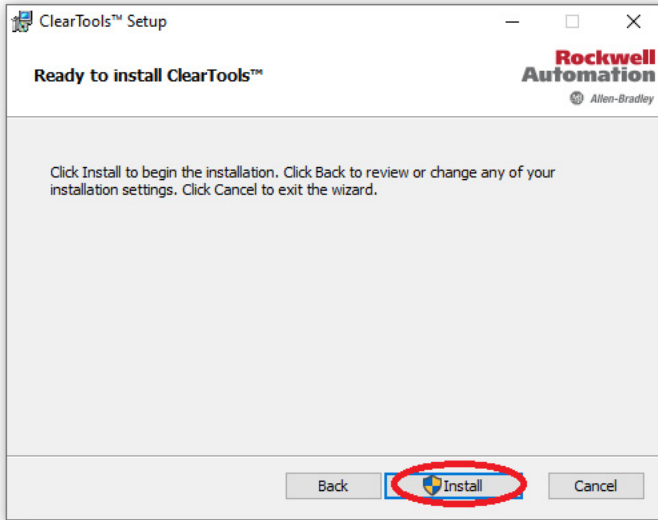 ClearTools™ Setup
Ready to install ClearTools™
Rockwell
Automation
Allen-Bradley
Click Install to begin the installation. Click Back to review or change any of your
installation settings. Click Cancel to exit the wizard.
Back
Install
Cancel